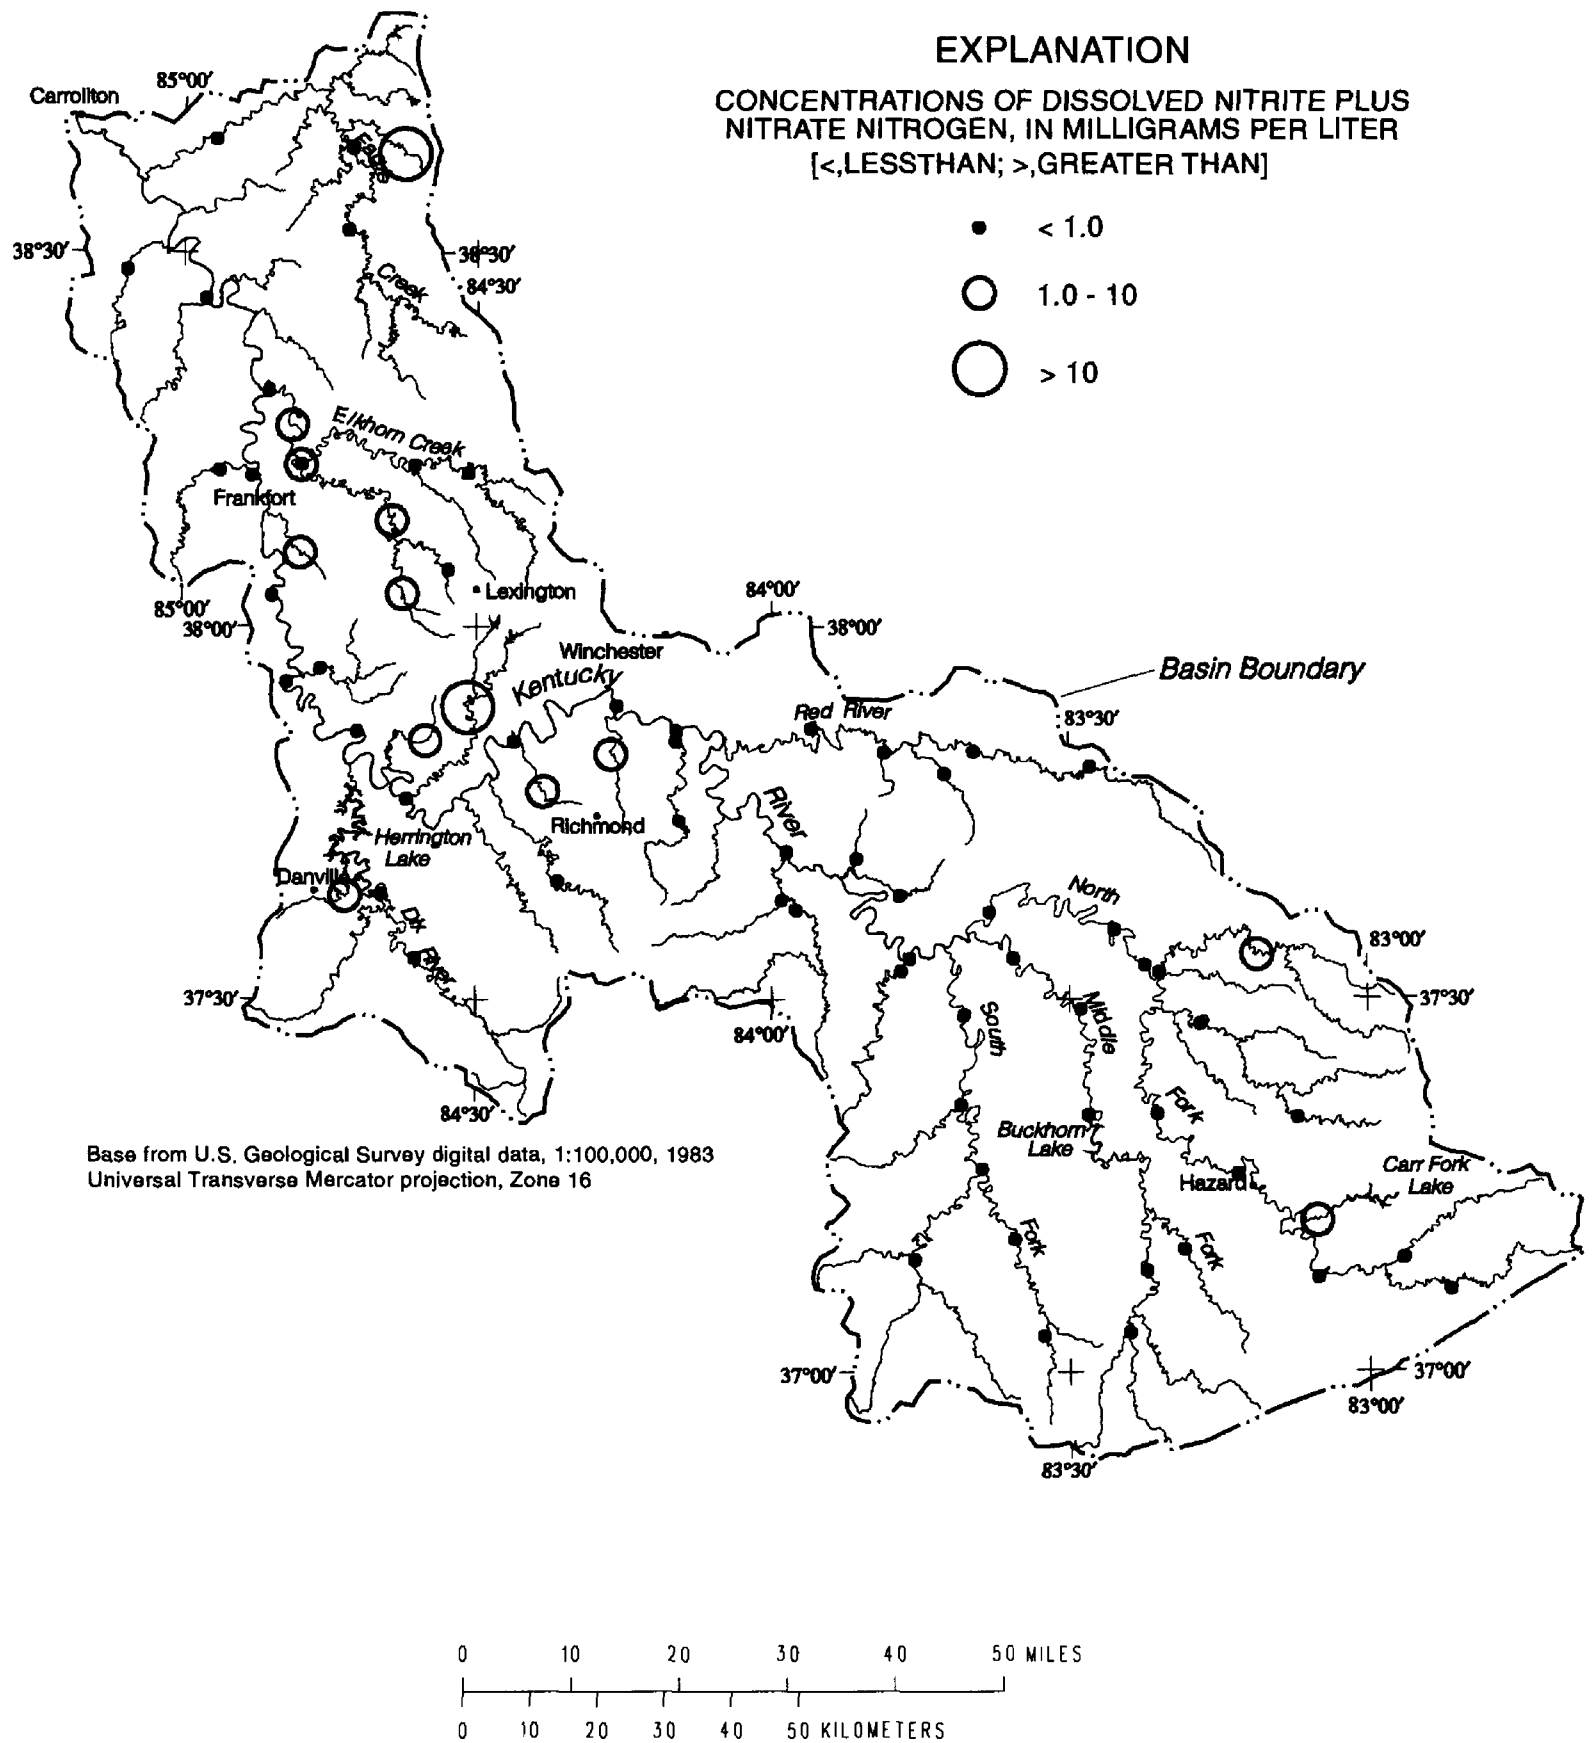 EXPLANATION
CONCENTRATIONS OF DISSOLVED NITRITE PLUS
NITRATE NITROGEN, IN MILLIGRAMS PER LITER
[<,LESSTHAN; >,GREATER THAN]
< 1.0
1.0 - 10
> 10
85°00′
Carrollton
Eagle
38°30′
38°30′
84°30′
Creek
Elkhorn Creek
Frankfort
Lexington
85°00′
38°00′
84°00′
38°00′
Winchester
Kentucky
Basin Boundary
Red River
83°30′
River
Richmond
Herrington
Lake
Danville
Dix
River
North
83°00′
37°30′
37°30′
84°00′
South
Middle
84°30′
Fork
Buckhorn
Lake
Base from U.S. Geological Survey digital data, 1:100,000, 1983
Universal Transverse Mercator projection, Zone 16
Hazard
Carr Fork
Lake
Fork
Fork
37°00′
37°00′
83°00′
83°30′
0 10 20 30 40 50 MILES
0 10 20 30 40 50 KILOMETERS